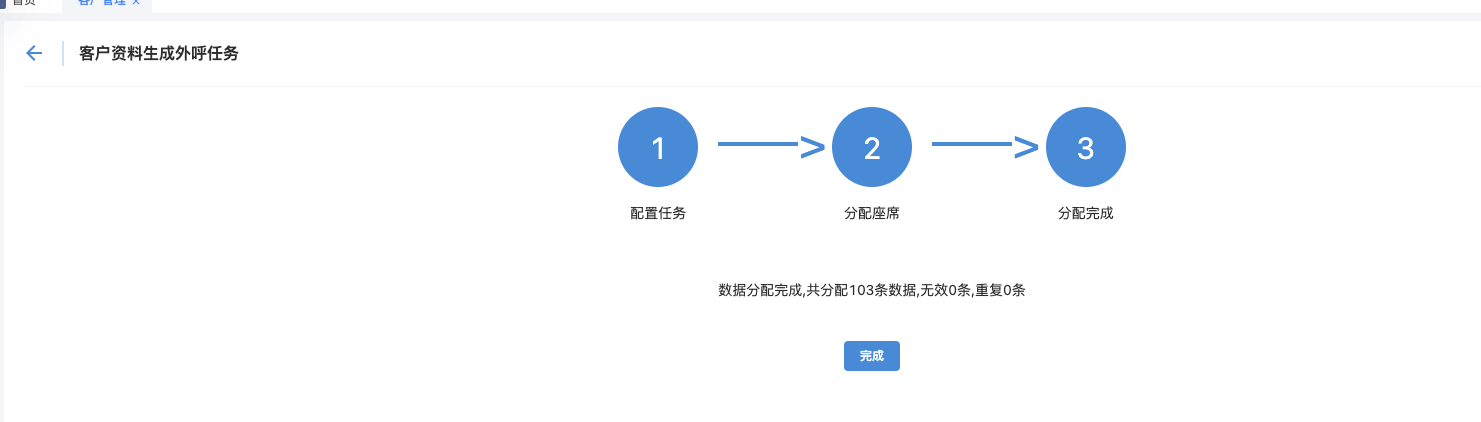 首页
客户管理 ×
客户资料生成外呼任务
1
2
3
配置任务
分配座席
分配完成
数据分配完成,共分配103条数据,无效0条,重复0条
完成